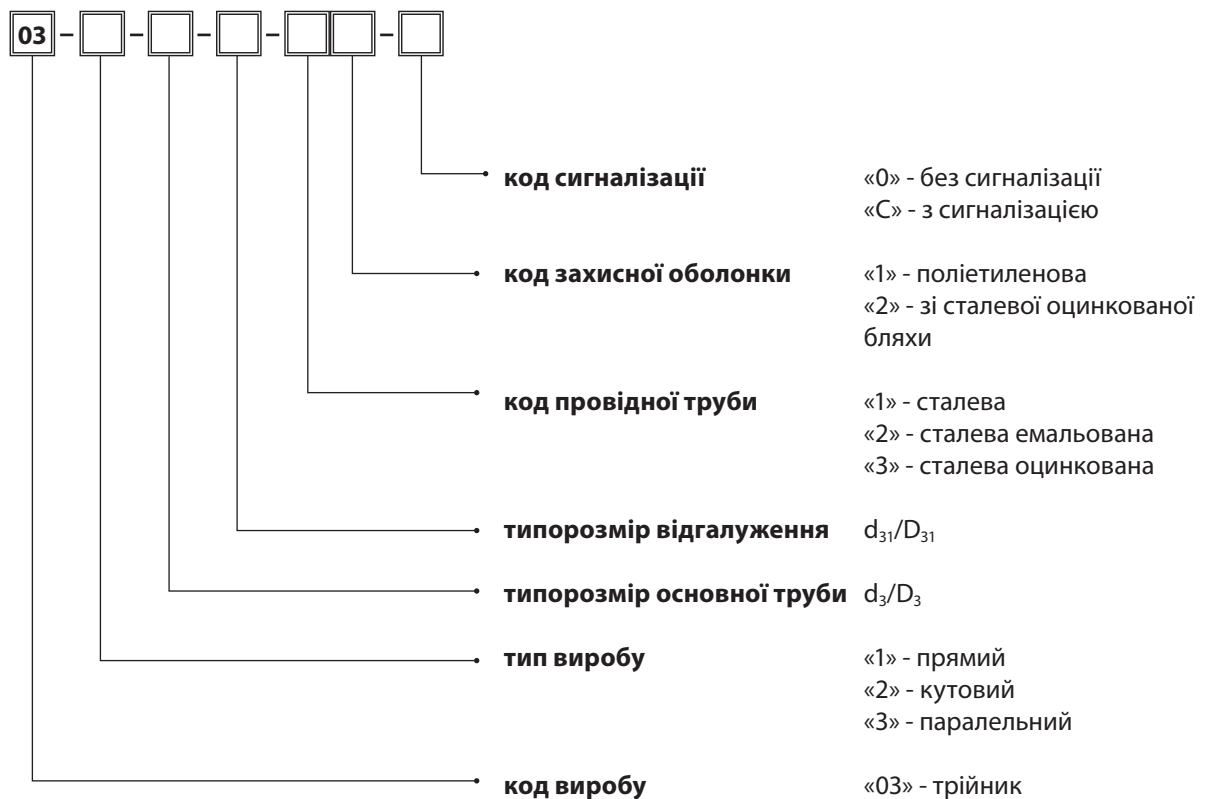 03 - - - - -
код сигналізації «0» - без сигналізації
«С» - з сигналізацією
код захисної оболонки «1» - поліетиленова
«2» - зі сталевої оцинкованої
бляхи
код провідної труби «1» - сталева
«2» - сталева емальована
«3» - сталева оцинкована
типорозмір відгалуження d₃₁/D₃₁
типорозмір основної труби d₃/D₃
тип виробу «1» - прямий
«2» - кутовий
«3» - паралельний
код виробу «03» - трійник